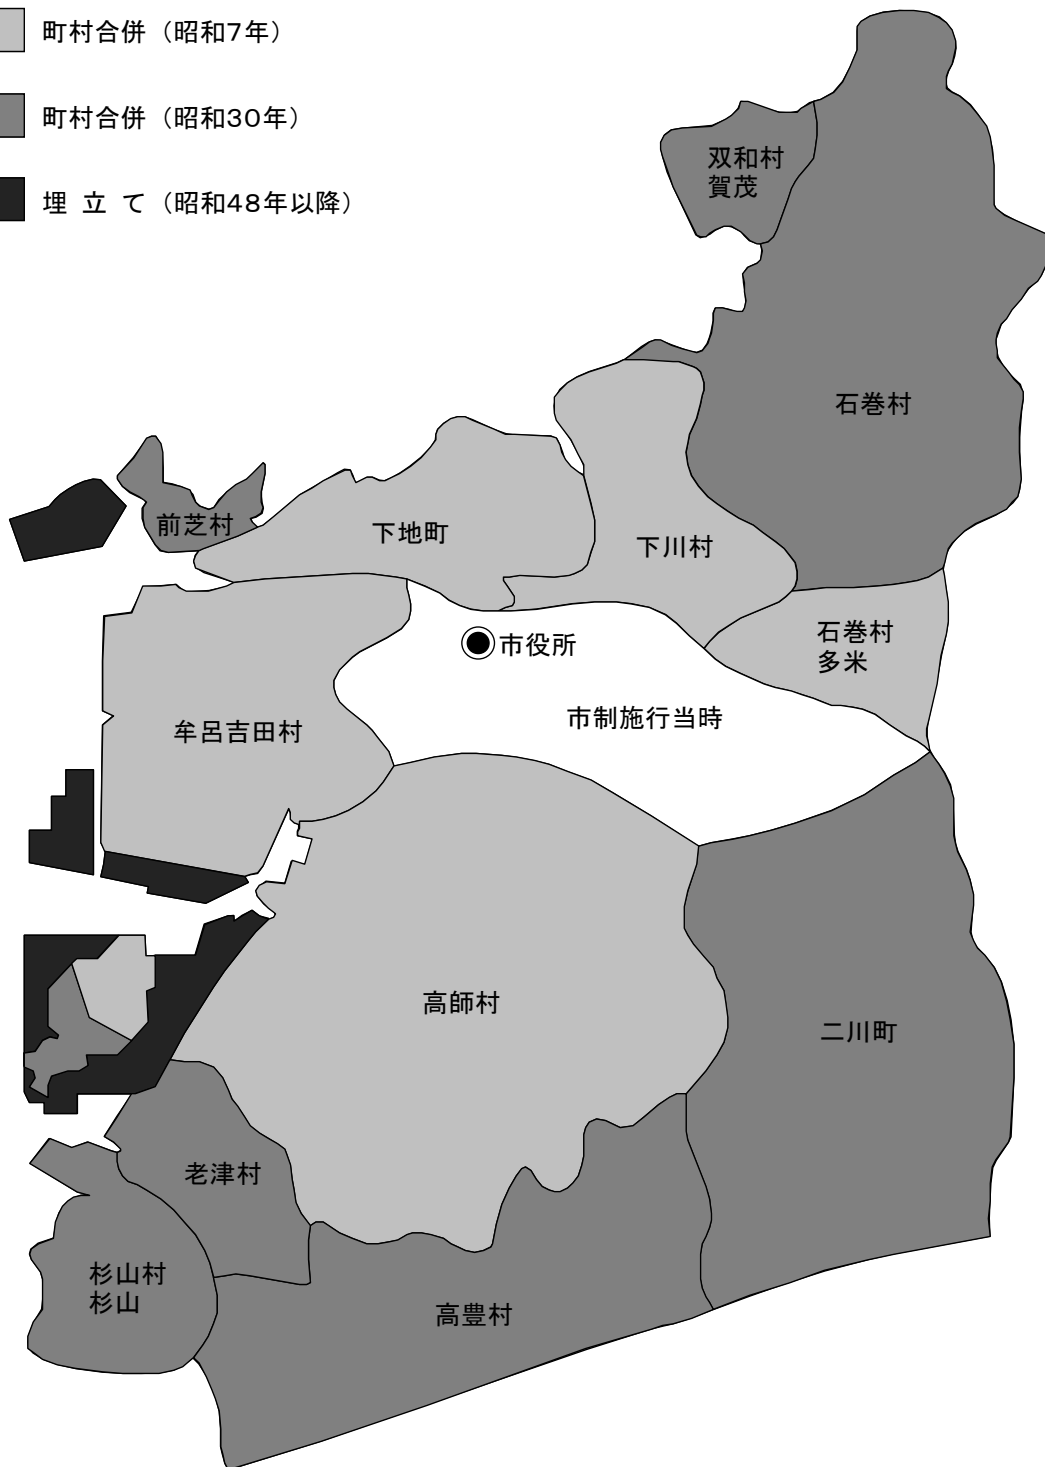 町村合併（昭和7年）
町村合併（昭和30年）
埋立て（昭和48年以降）
双和村
賀茂
石巻村
前芝村
下地町
下川村
石巻村
多米
市役所
市制施行当時
牟呂吉田村
高師村
二川町
老津村
杉山村
杉山
高豊村